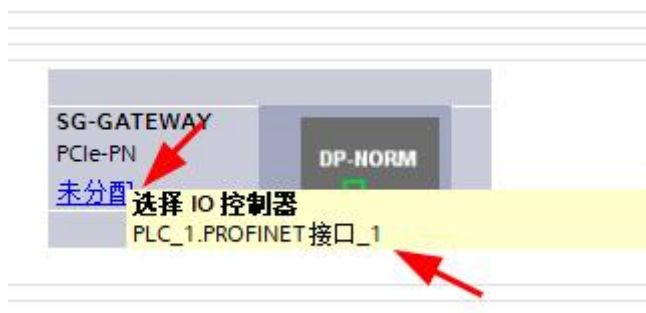 SG-GATEWAY
PCIe-PN
DP-NORM
未分配
选择 IO 控制器
PLC_1.PROFINET接口_1